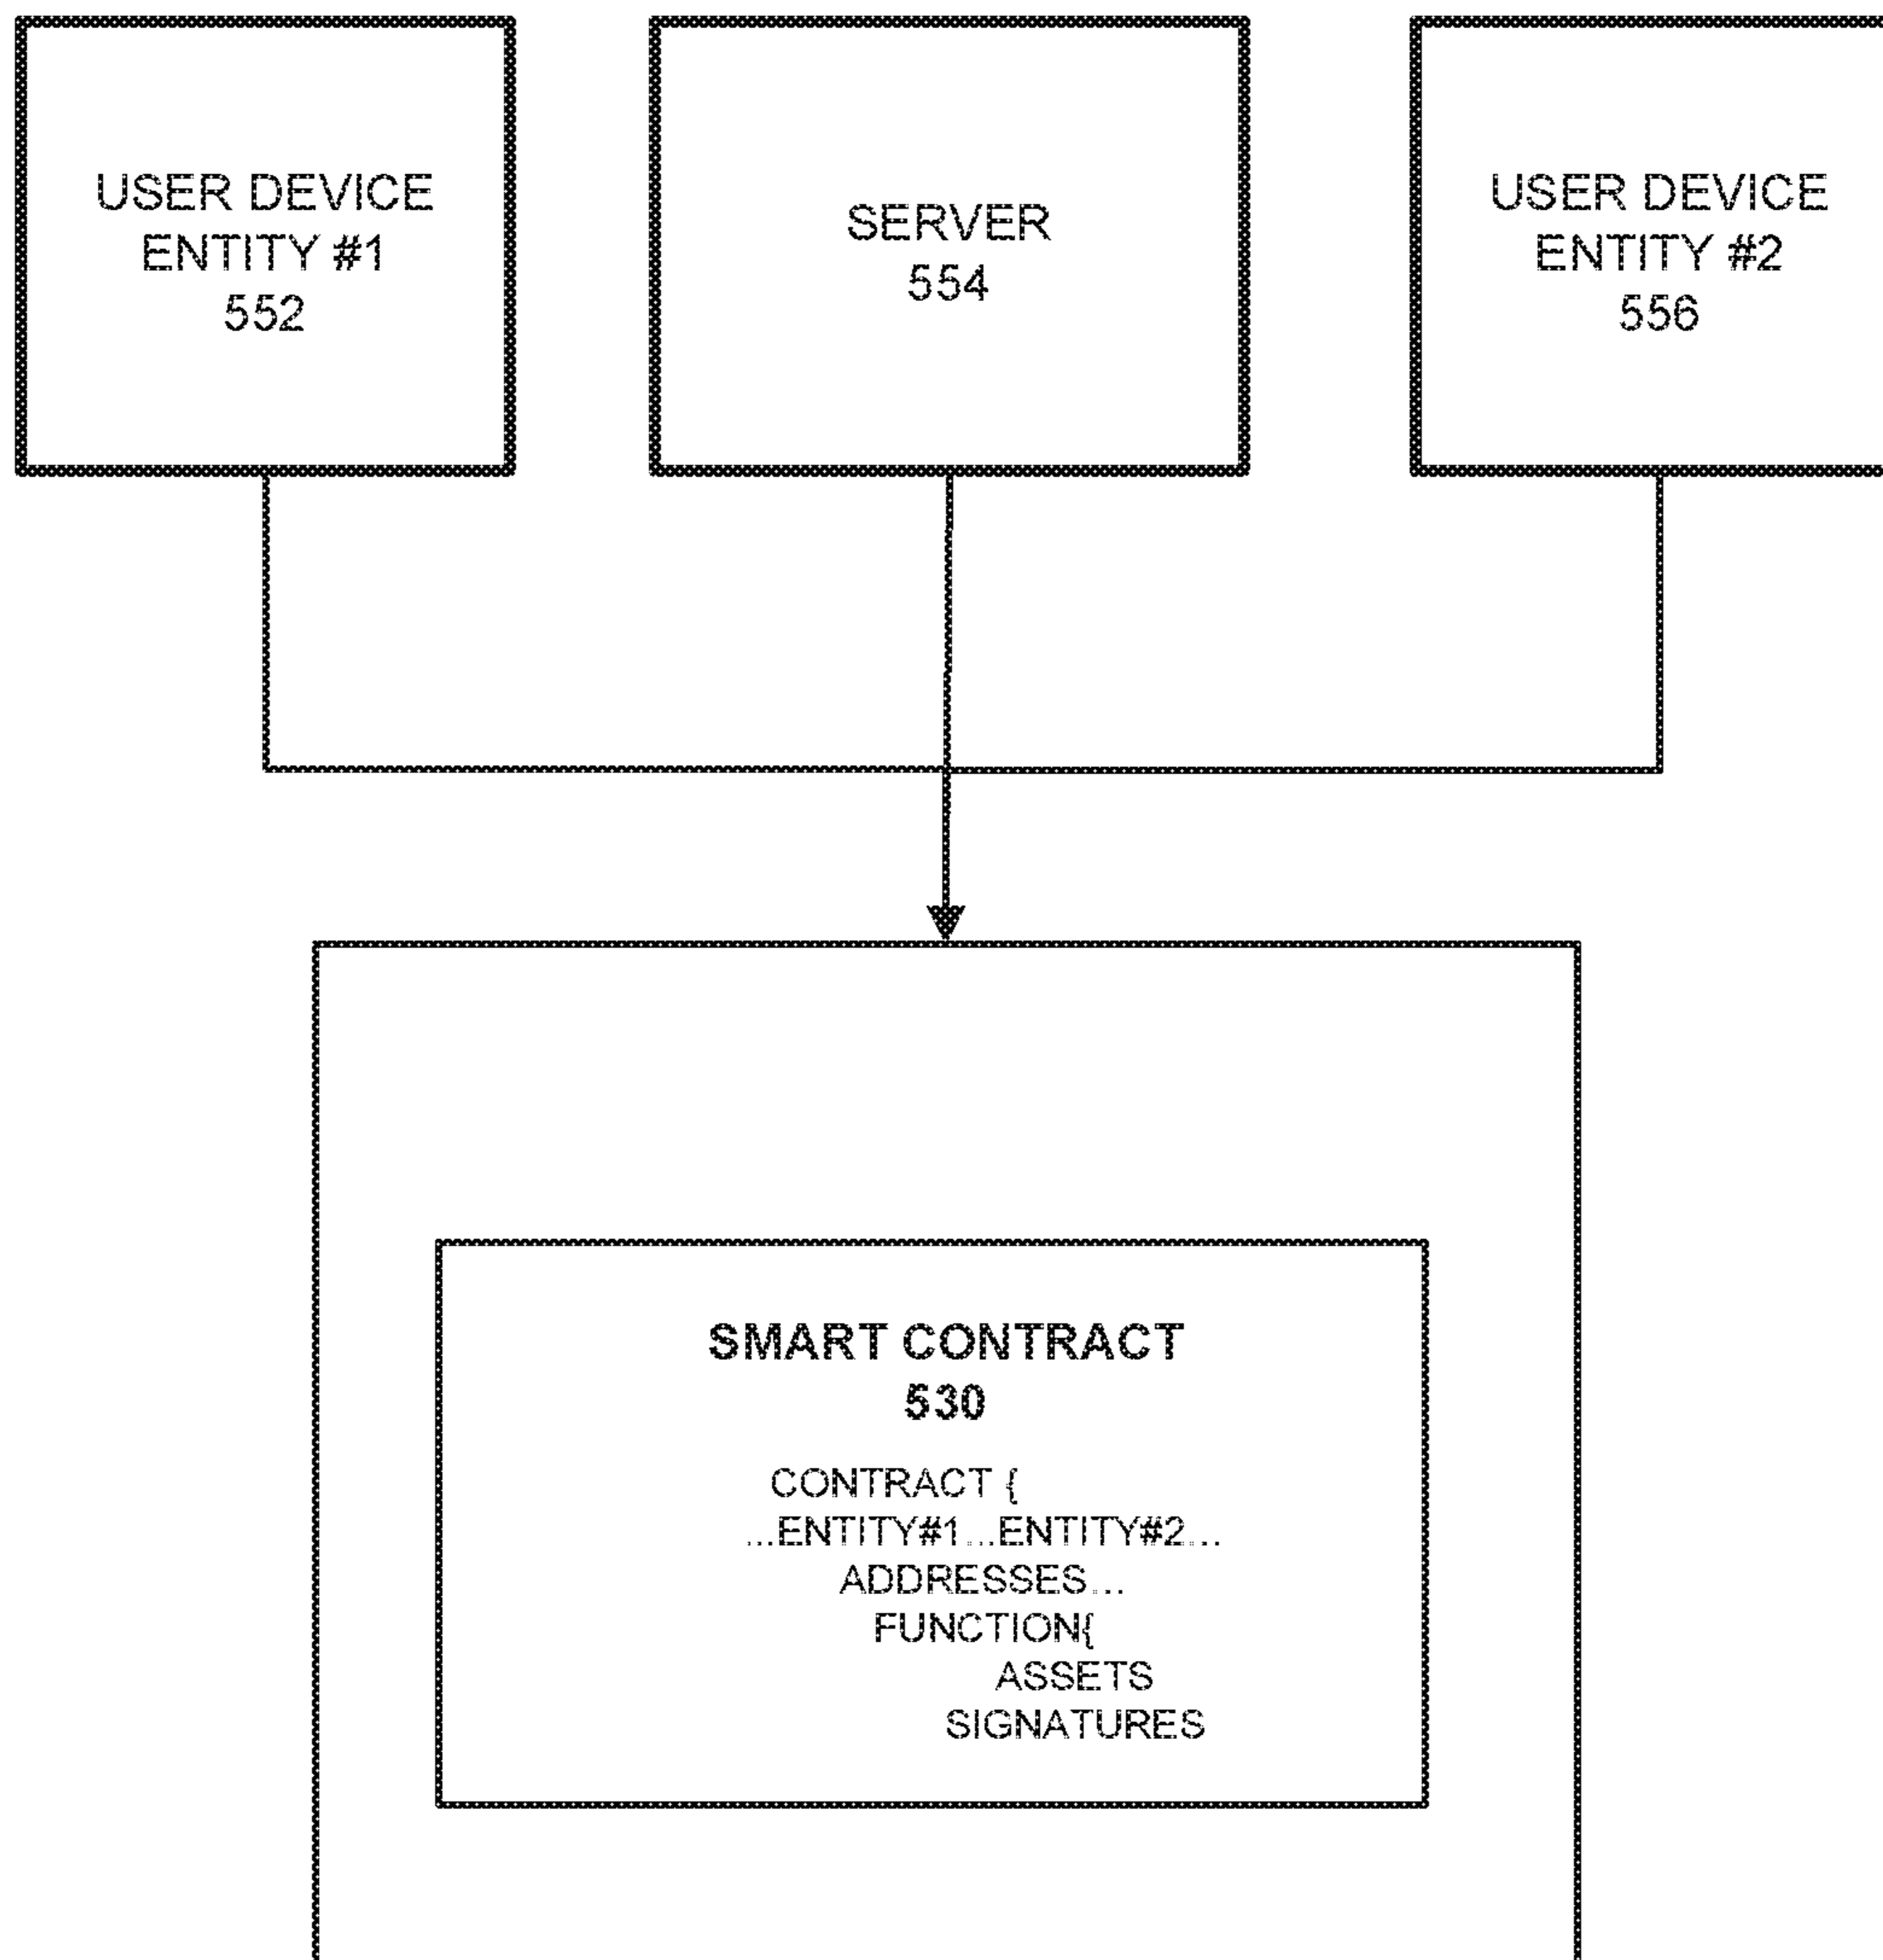 USER DEVICE
ENTITY #1
552
SERVER
554
USER DEVICE
ENTITY #2
556
SMART CONTRACT
530
CONTRACT {
...ENTITY#1...ENTITY#2...
ADDRESSES...
FUNCTION{
ASSETS
SIGNATURES